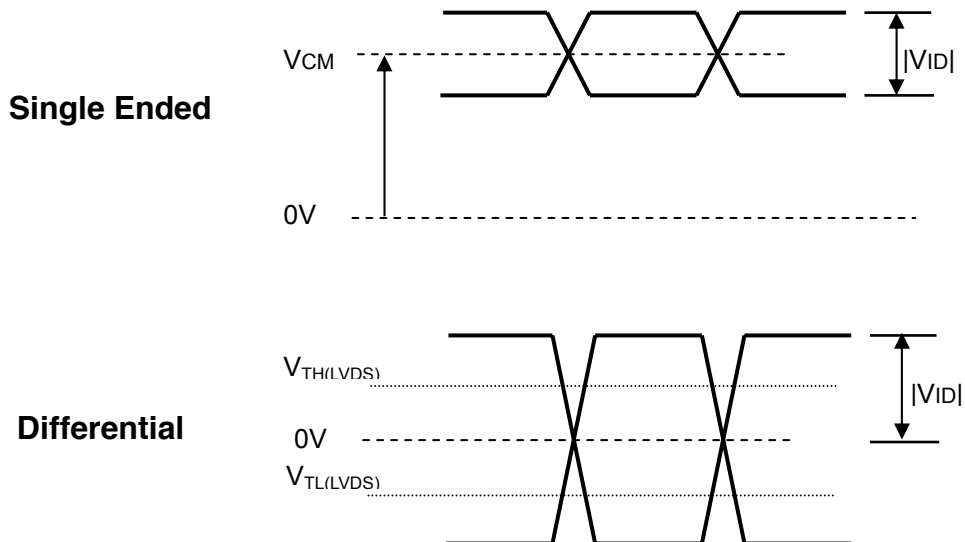 VCM
|VID|
Single Ended
0V
VTH(LVDS)
|VID|
Differential
0V
VTL(LVDS)